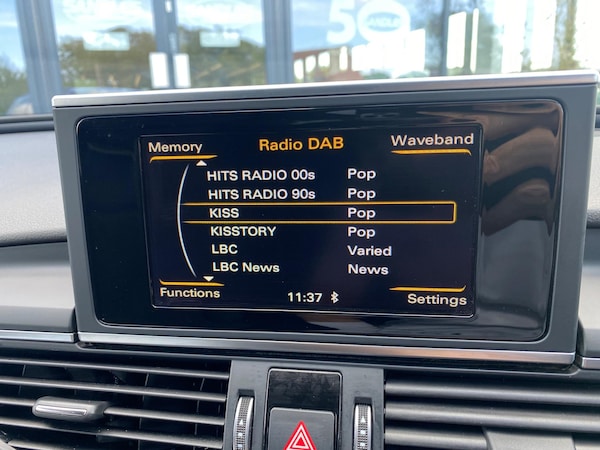 50
Memory
Radio DAB
Waveband
HITS RADIO 00s Pop
HITS RADIO 90s Pop
KISS Pop
KISSTORY Pop
LBC Varied
LBC News News
Functions
11:37
Settings